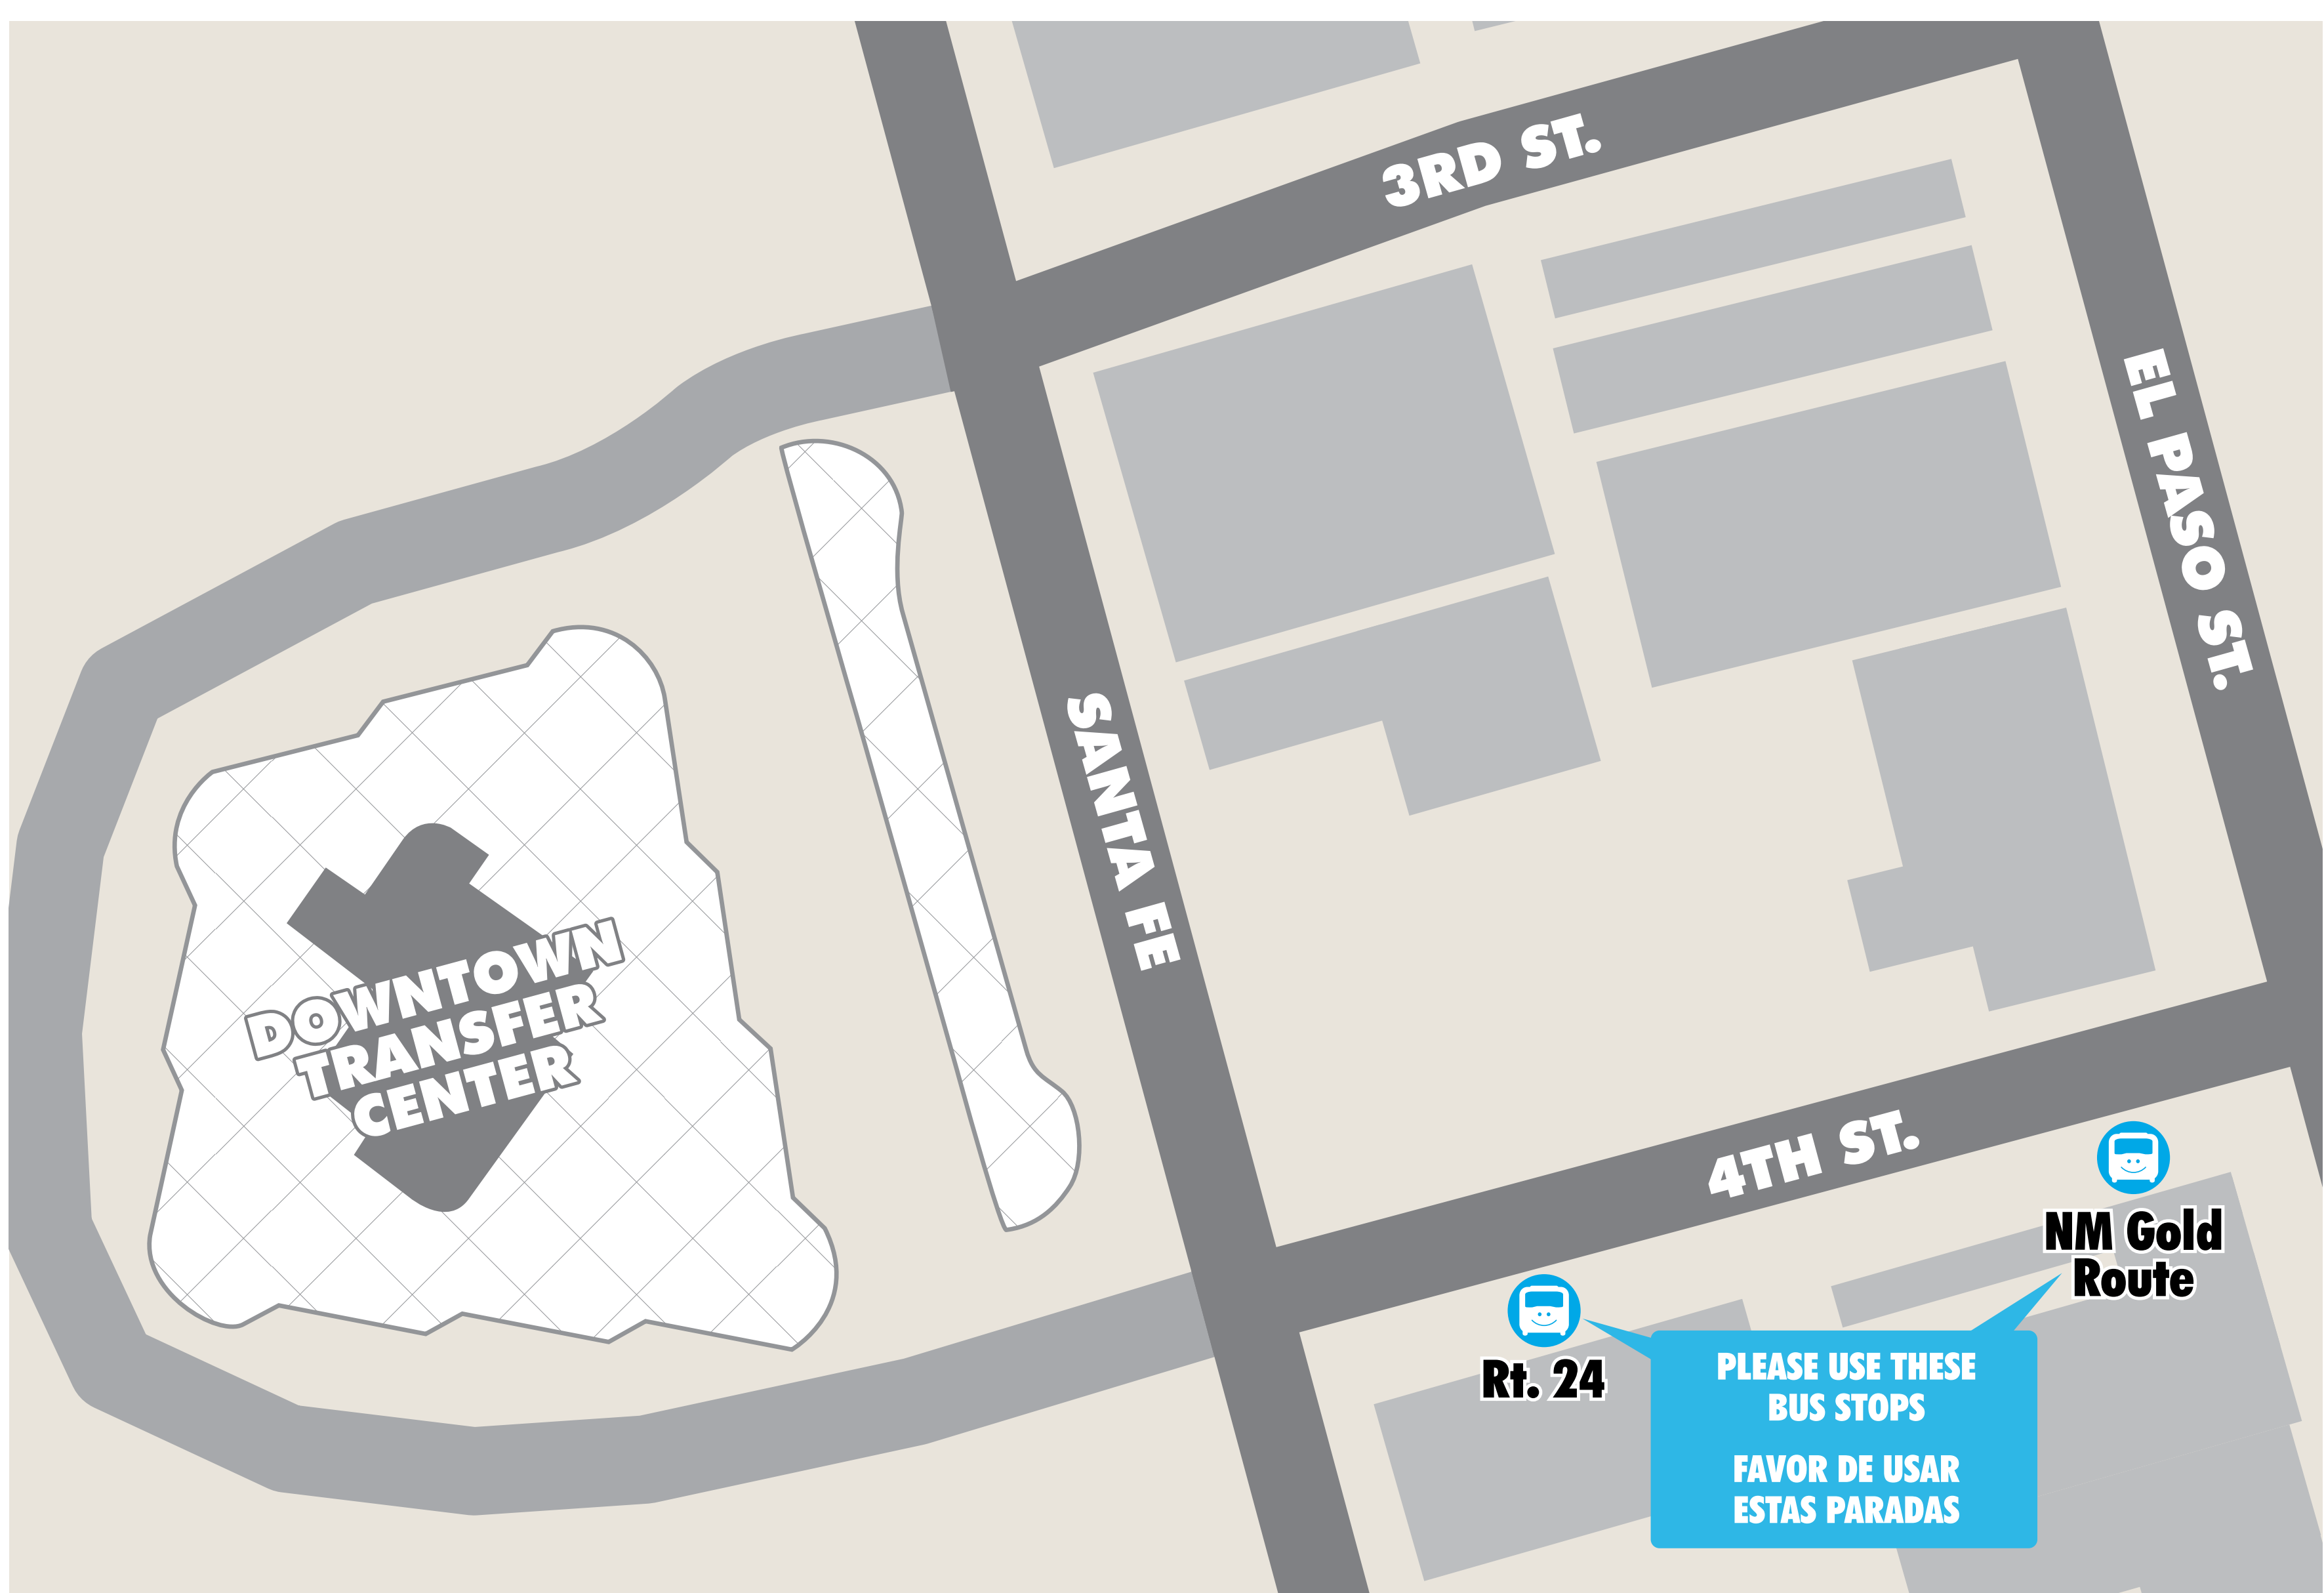 3RD ST.
EL PASO ST.
SANTA FE
DOWNTOWN
TRANSFER
CENTER
4TH ST.
NM Gold
Route
Rt. 24
PLEASE USE THESE
BUS STOPS
FAVOR DE USAR
ESTAS PARADAS